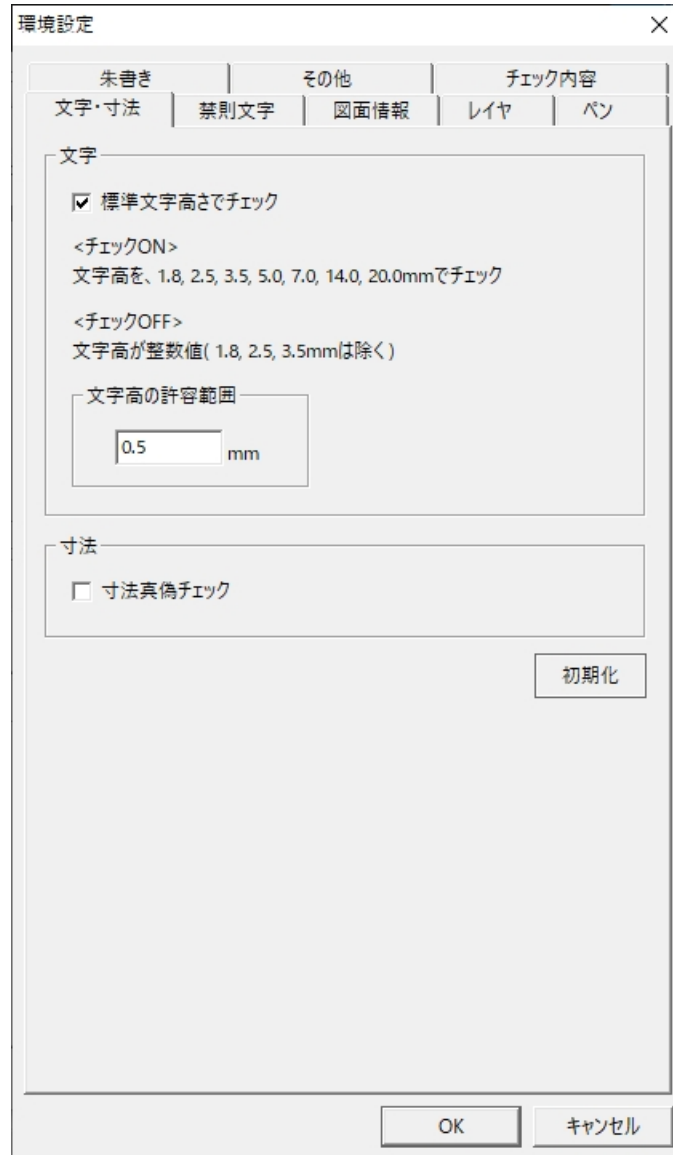 環境設定
朱書き
その他
チェック内容
文字・寸法
禁則文字
図面情報
レイヤ
ペン
文字
標準文字高さでチェック
<チェックON>
文字高を、1.8, 2.5, 3.5, 5.0, 7.0, 14.0, 20.0mmでチェック
<チェックOFF>
文字高が整数値( 1.8, 2.5, 3.5mmは除く )
文字高の許容範囲
0.5 mm
寸法
寸法真偽チェック
初期化
OK
キャンセル